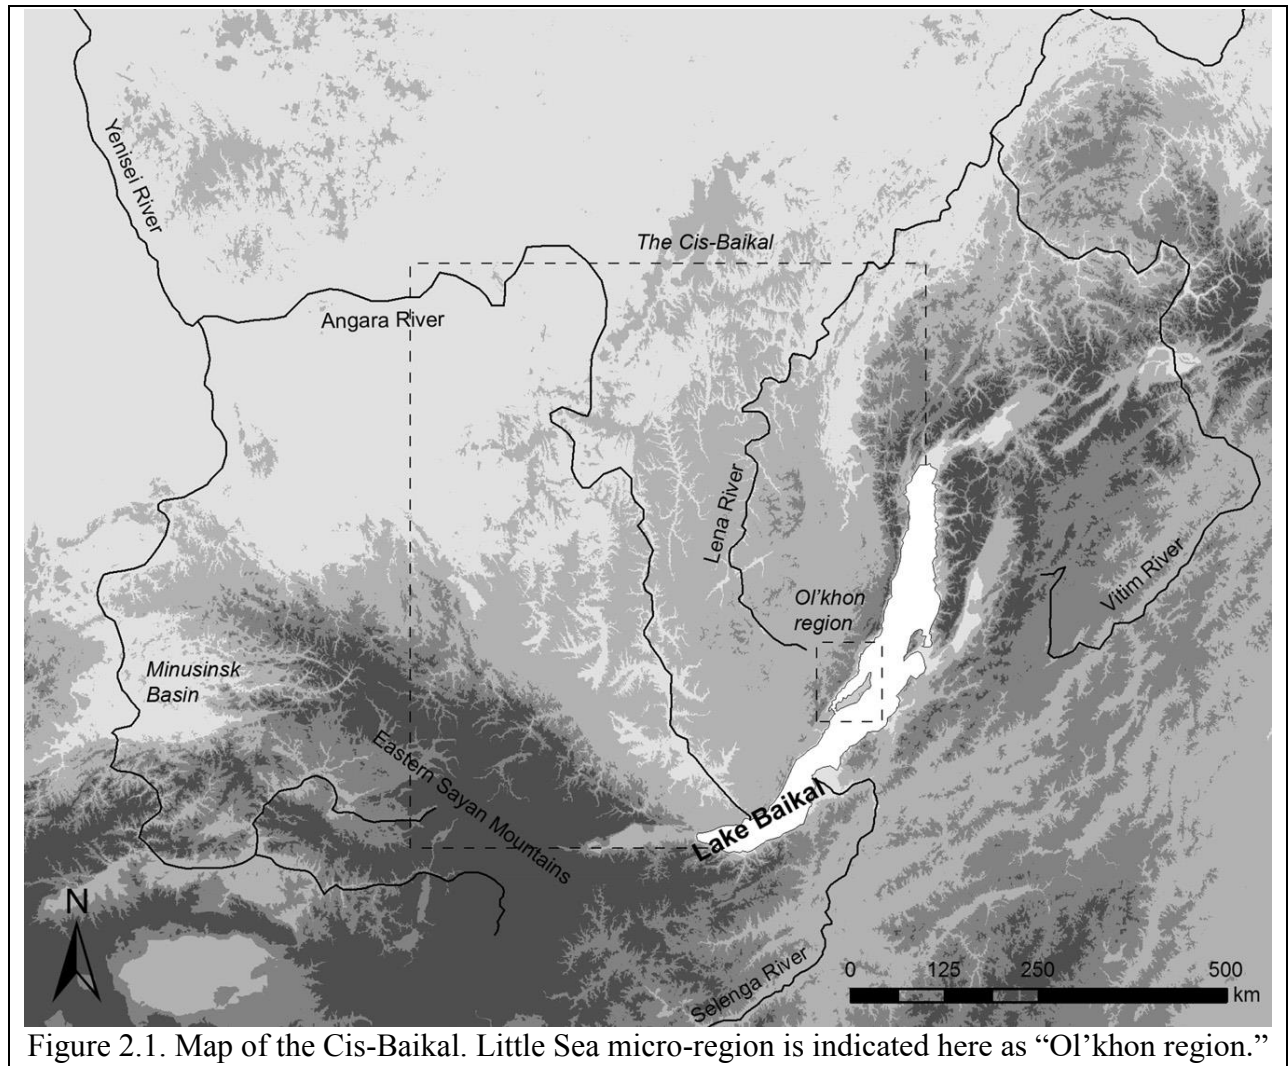 Yenisei River
The Cis-Baikal
Angara River
Lena River
Ol'khon
region
Vitim River
Minusinsk
Basin
Eastern Sayan Mountains
Lake Baikal
N
Selenga River
0 125 250 500
km
Figure 2.1. Map of the Cis-Baikal. Little Sea micro-region is indicated here as “Ol’khon region.”